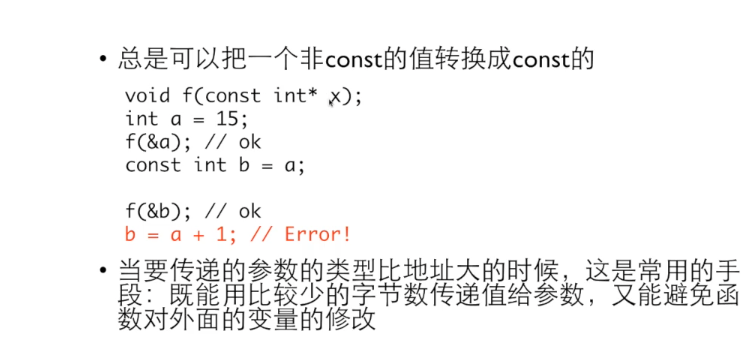 • 总是可以把一个非const的值转换成const的
void f(const int* x);
int a = 15;
f(&a); // ok
const int b = a;
f(&b); // ok
b = a + 1; // Error!
• 当要传递的参数的类型比地址大的时候，这是常用的手
段：既能用比较少的字节数传递值给参数，又能避免函
数对外面的变量的修改